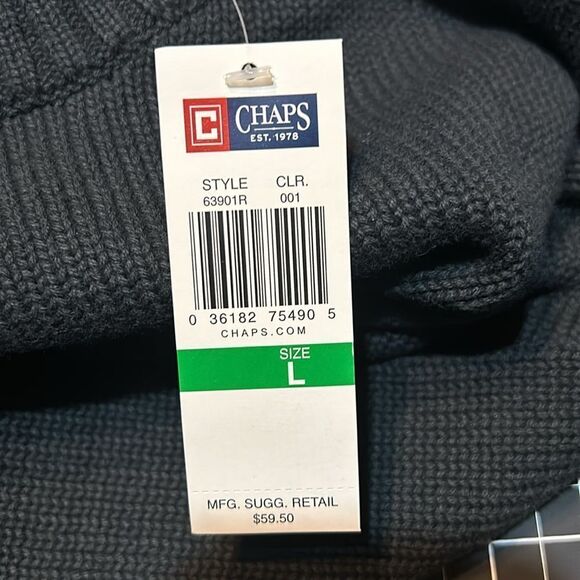 C CHAPS
EST. 1978
STYLE CLR.
63901R 001
0 36182 75490 5
CHAPS.COM
SIZE
L
MFG. SUGG. RETAIL
$59.50